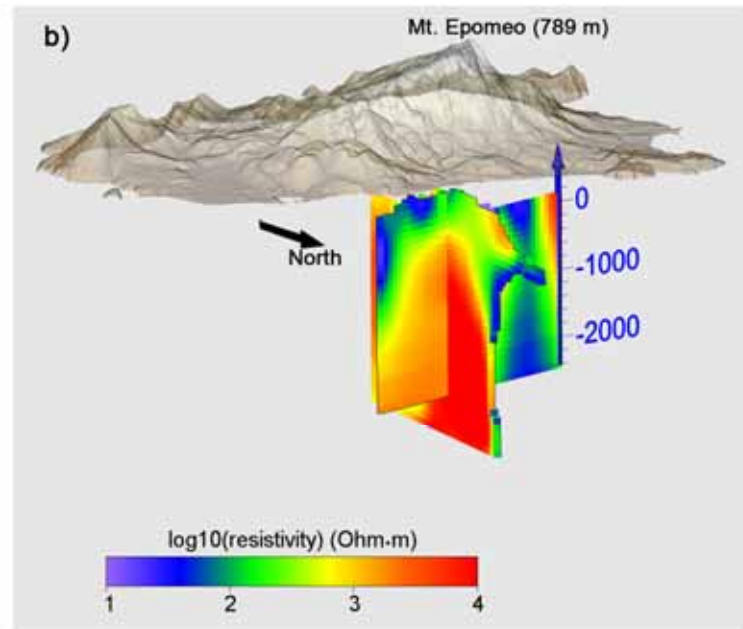 b)
Mt. Epomeo (789 m)
0
North
-1000
-2000
log10(resistivity) (Ohm·m)
1 2 3 4